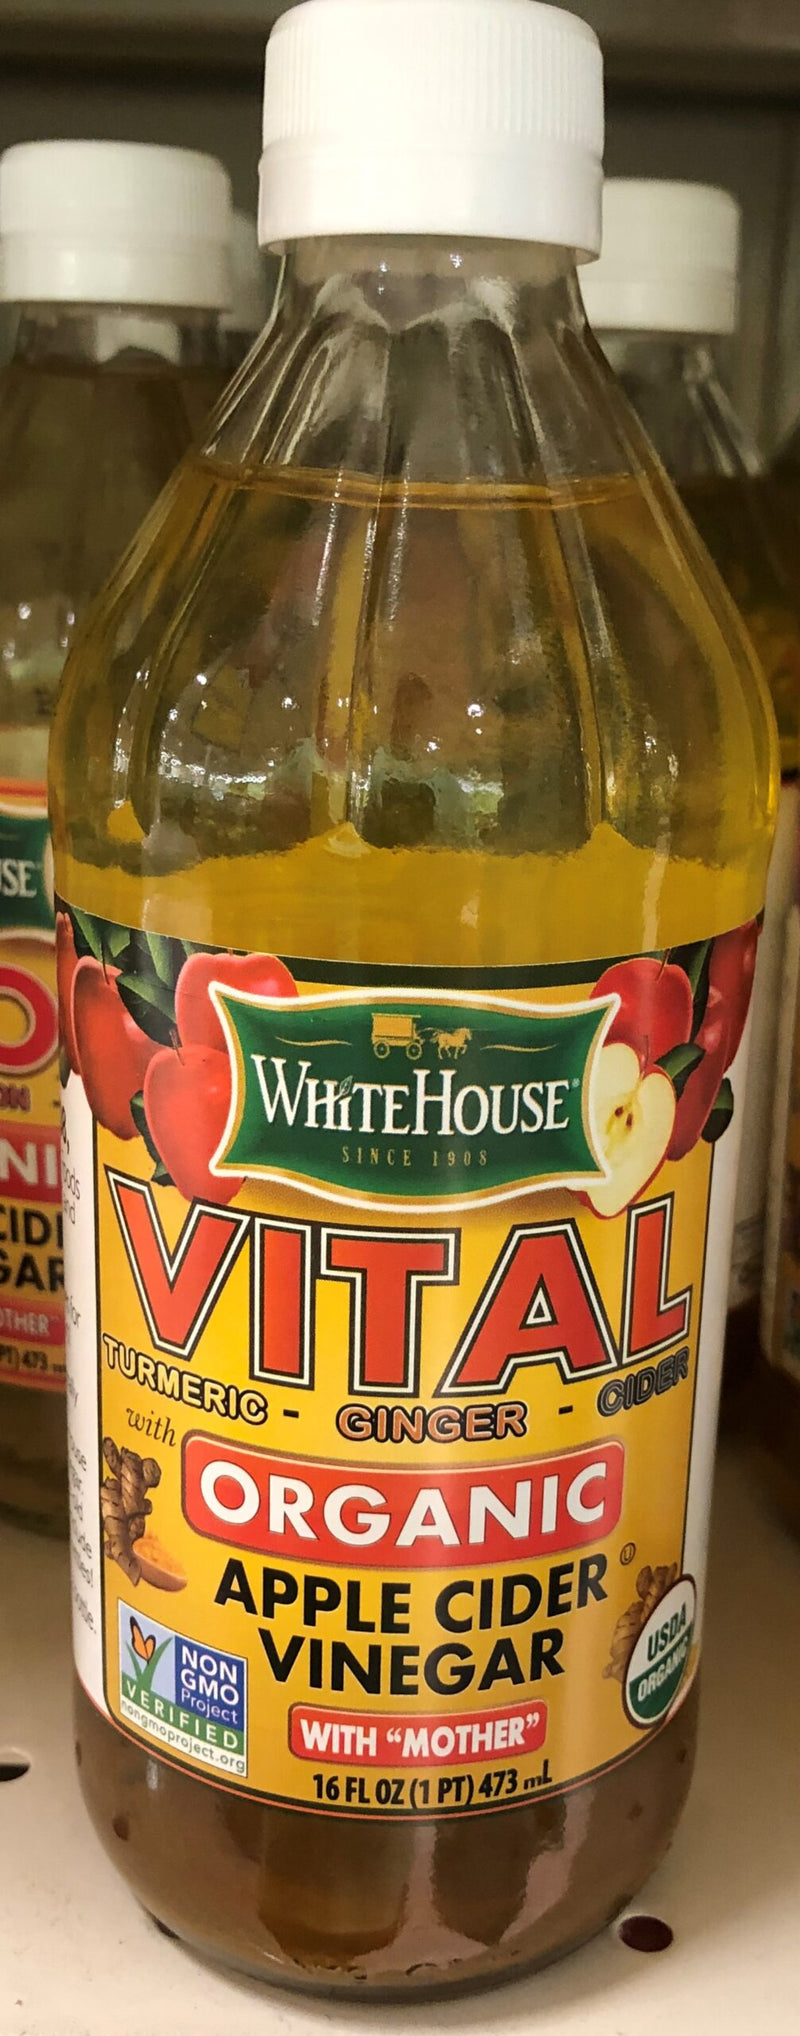 WHITEHOUSE®
SINCE 1908
VITAL
TURMERIC - GINGER - CIDER
with
ORGANIC
APPLE CIDER
VINEGAR
WITH “MOTHER”
16 FL OZ (1 PT) 473 mL
NON
GMO
Project
VERIFIED
nongmoproject.org
USDA
ORGANIC
U